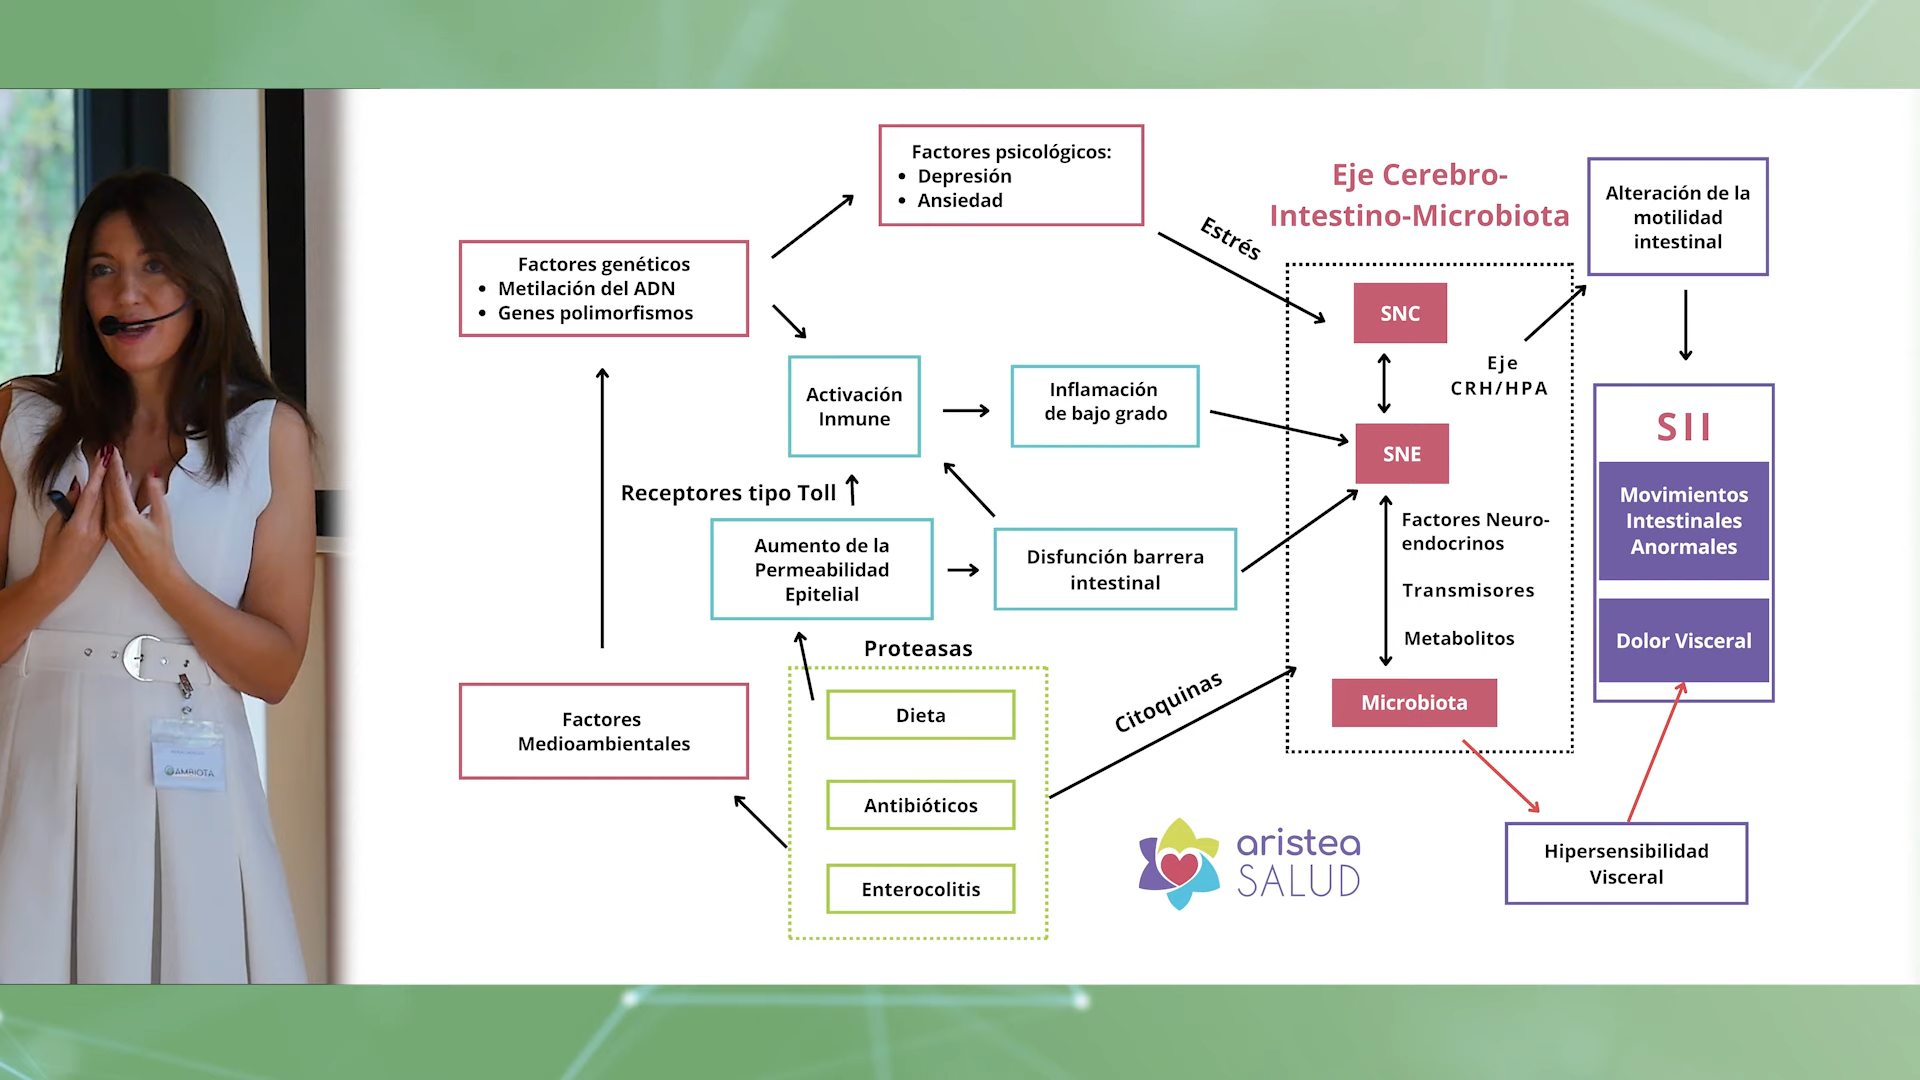 Factores psicológicos:
• Depresión
• Ansiedad
Eje Cerebro-
Intestino-Microbiota
Alteración de la
motilidad
intestinal
Estrés
Factores genéticos
• Metilación del ADN
• Genes polimorfismos
SNC
Eje
CRH/HPA
Activación
Inmune
Inflamación
de bajo grado
SII
SNE
Movimientos
Intestinales
Anormales
Receptores tipo Toll
Factores Neuro-
endocrinos
Aumento de la
Permeabilidad
Epitelial
Disfunción barrera
intestinal
Transmisores
Metabolitos
Dolor Visceral
Proteasas
Citoquinas
Factores
Medioambientales
Dieta
Microbiota
Antibióticos
Enterocolitis
aristea
SALUD
Hipersensibilidad
Visceral
AMBIOTA